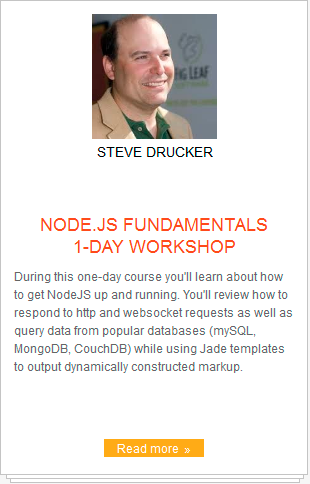 FIG LEAF
STEVE DRUCKER
NODE.JS FUNDAMENTALS
1-DAY WORKSHOP
During this one-day course you'll learn about how
to get NodeJS up and running. You'll review how to
respond to http and websocket requests as well as
query data from popular databases (mySQL,
MongoDB, CouchDB) while using Jade templates
to output dynamically constructed markup.
Read more »